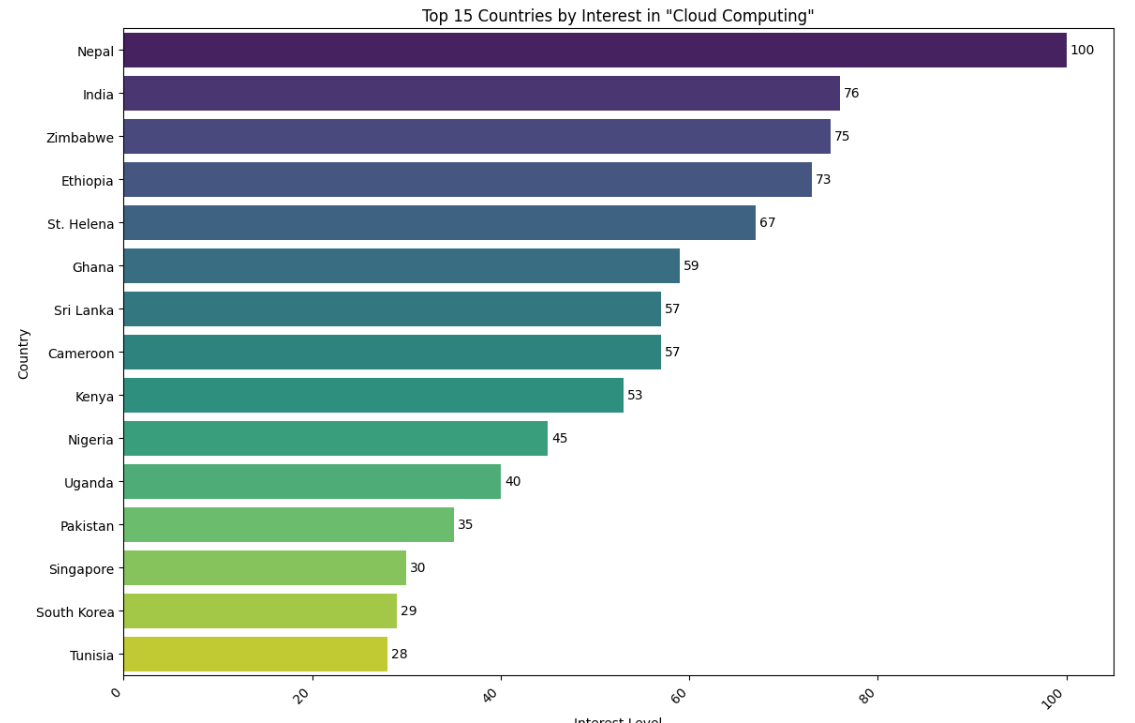 Top 15 Countries by Interest in "Cloud Computing"
Country
Nepal 100
India 76
Zimbabwe 75
Ethiopia 73
St. Helena 67
Ghana 59
Sri Lanka 57
Cameroon 57
Kenya 53
Nigeria 45
Uganda 40
Pakistan 35
Singapore 30
South Korea 29
Tunisia 28
0 20 40 60 80 100
Interest Level